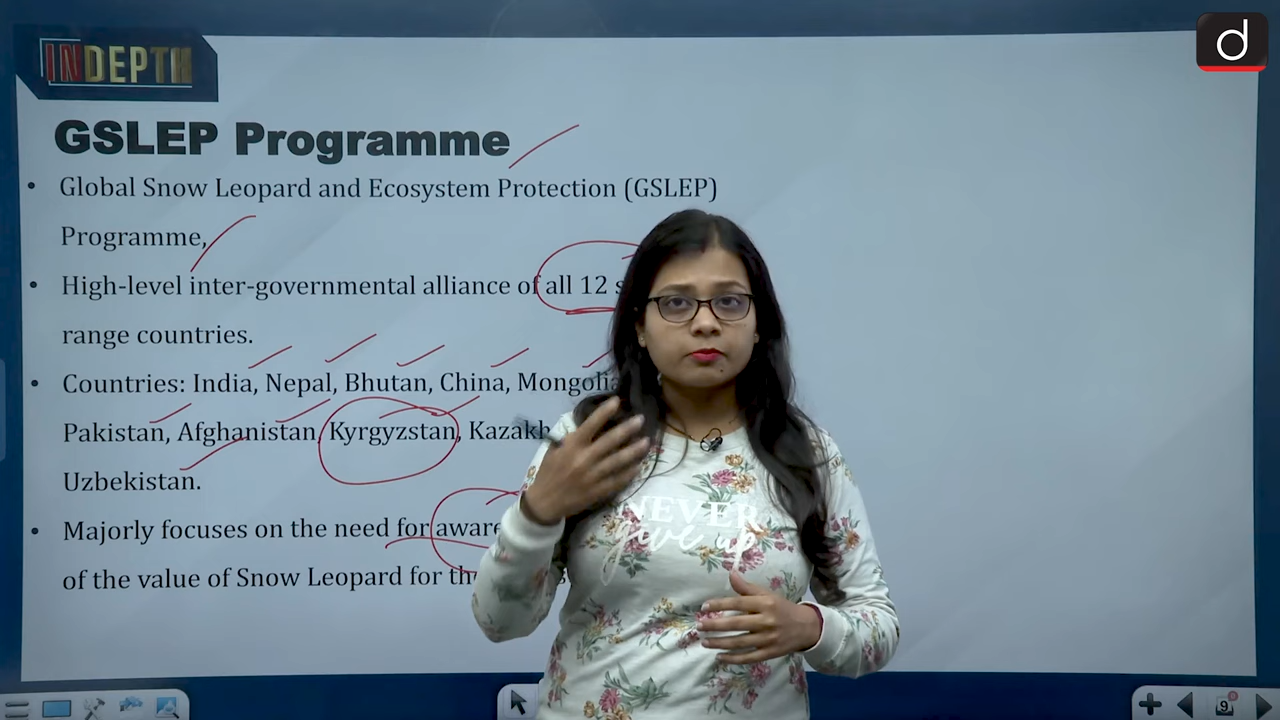 INDEPTH
d
GSLEP Programme
• Global Snow Leopard and Ecosystem Protection (GSLEP)
Programme,
• High-level inter-governmental alliance of all 12
range countries.
• Countries: India, Nepal, Bhutan, China, Mongolia
Pakistan, Afghanistan, Kyrgyzstan,
Uzbekistan.
• Majorly focuses on the need for
of the value of Snow Leopard for
NEVER
give up
9